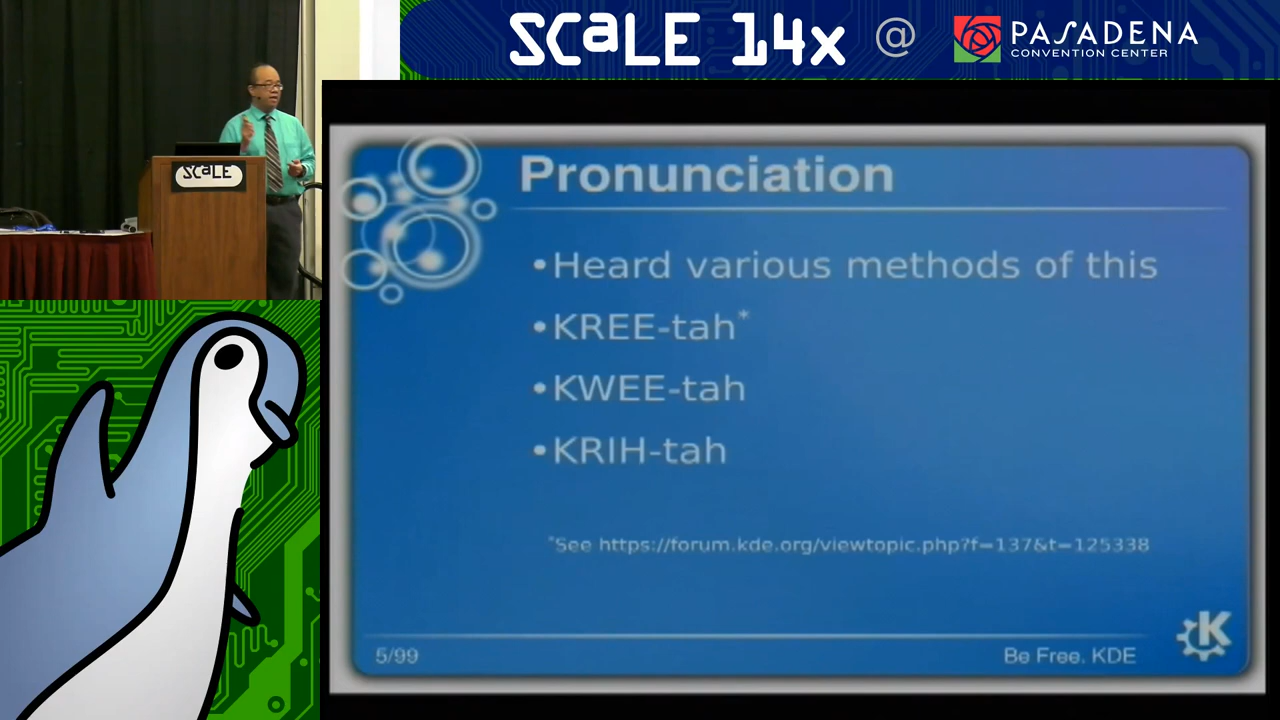 SCaLE 14x @ PASADENA
CONVENTION CENTER
SCaLE
Pronunciation
•Heard various methods of this
•KREE-tah*
•KWEE-tah
•KRIH-tah
*See https://forum.kde.org/viewtopic.php?f=137&t=125338
5/99
Be Free. KDE
K